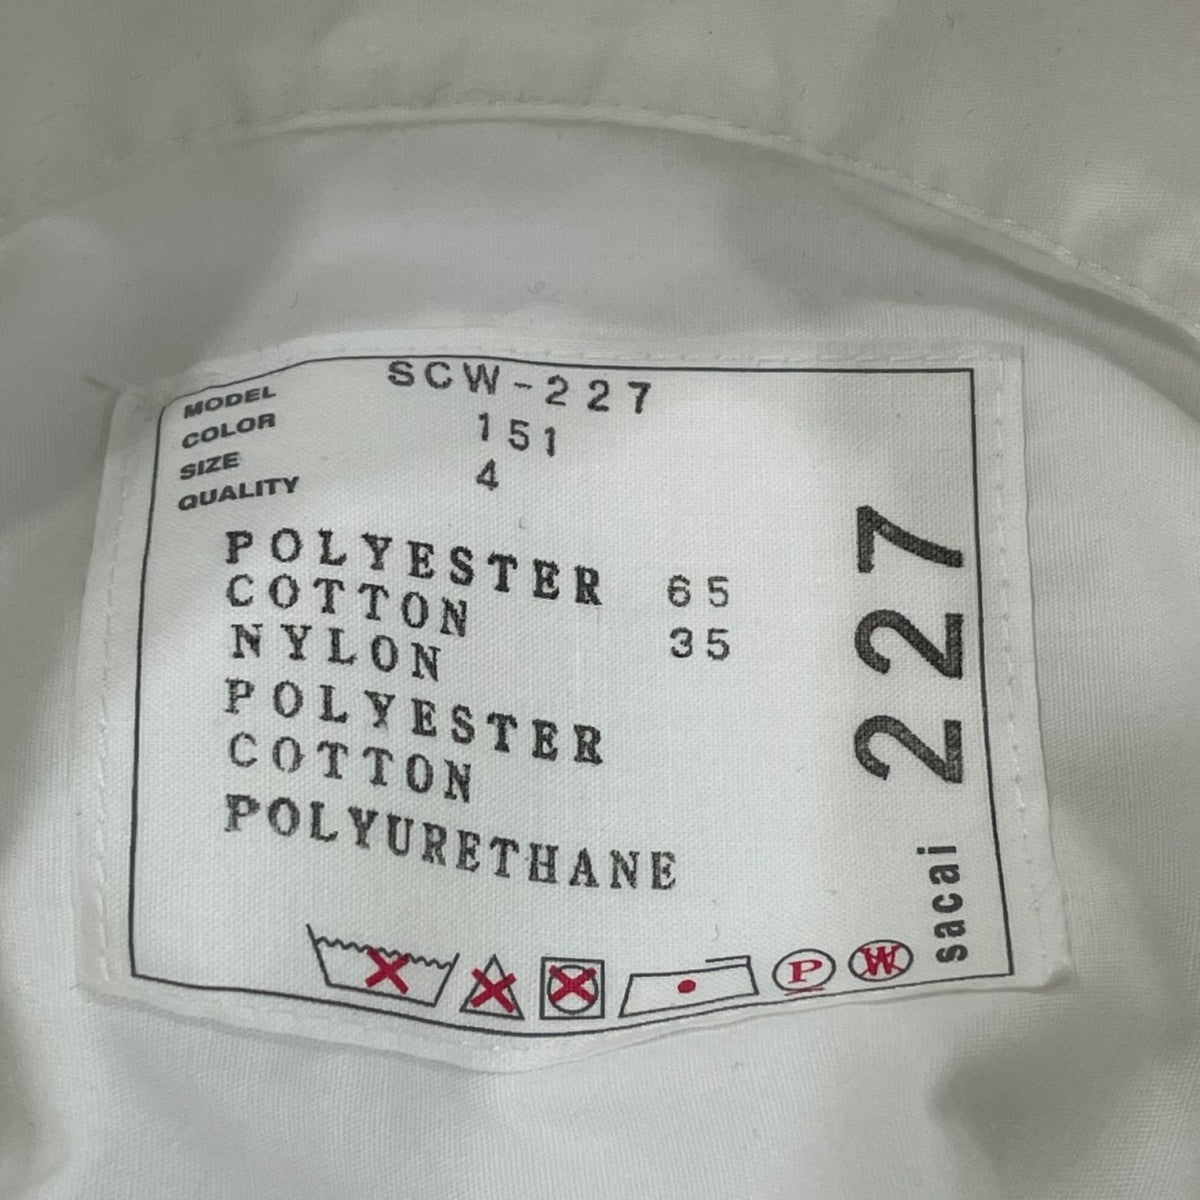 MODEL SCW-227
COLOR 151
SIZE 4
QUALITY
POLYESTER 65
COTTON 35
NYLON
POLYESTER
COTTON
POLYURETHANE
P W
sacai 227